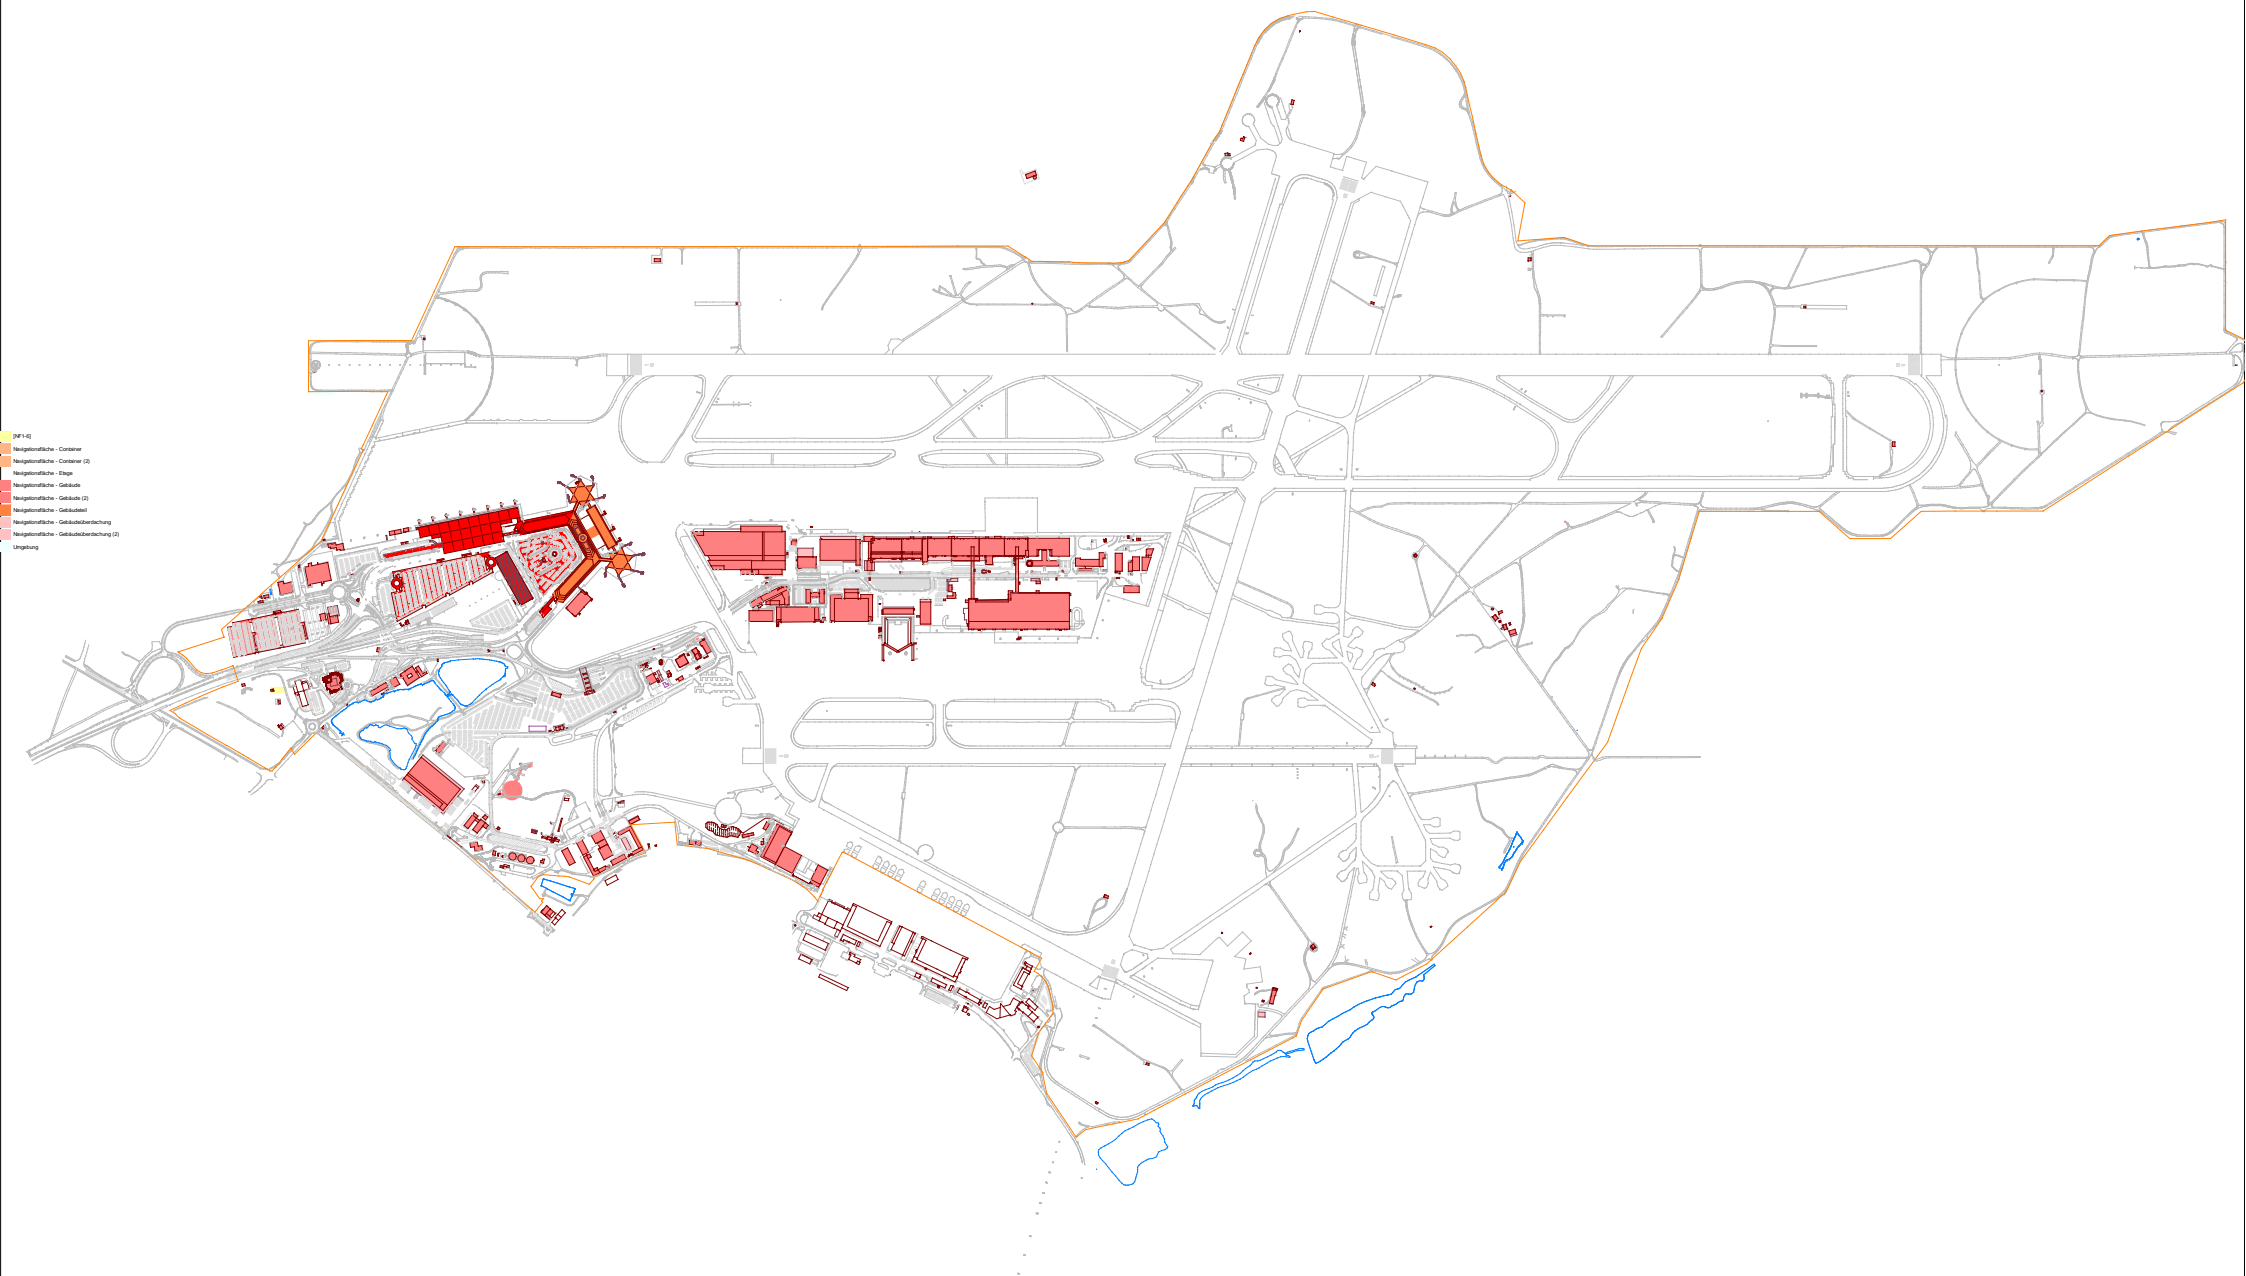 [NF1-6]
Navigationsfläche - Container
Navigationsfläche - Container (2)
Navigationsfläche - Etage
Navigationsfläche - Gebäude
Navigationsfläche - Gebäude (2)
Navigationsfläche - Gebäudeteil
Navigationsfläche - Gebäudeüberdachung
Navigationsfläche - Gebäudeüberdachung (2)
Umgebung